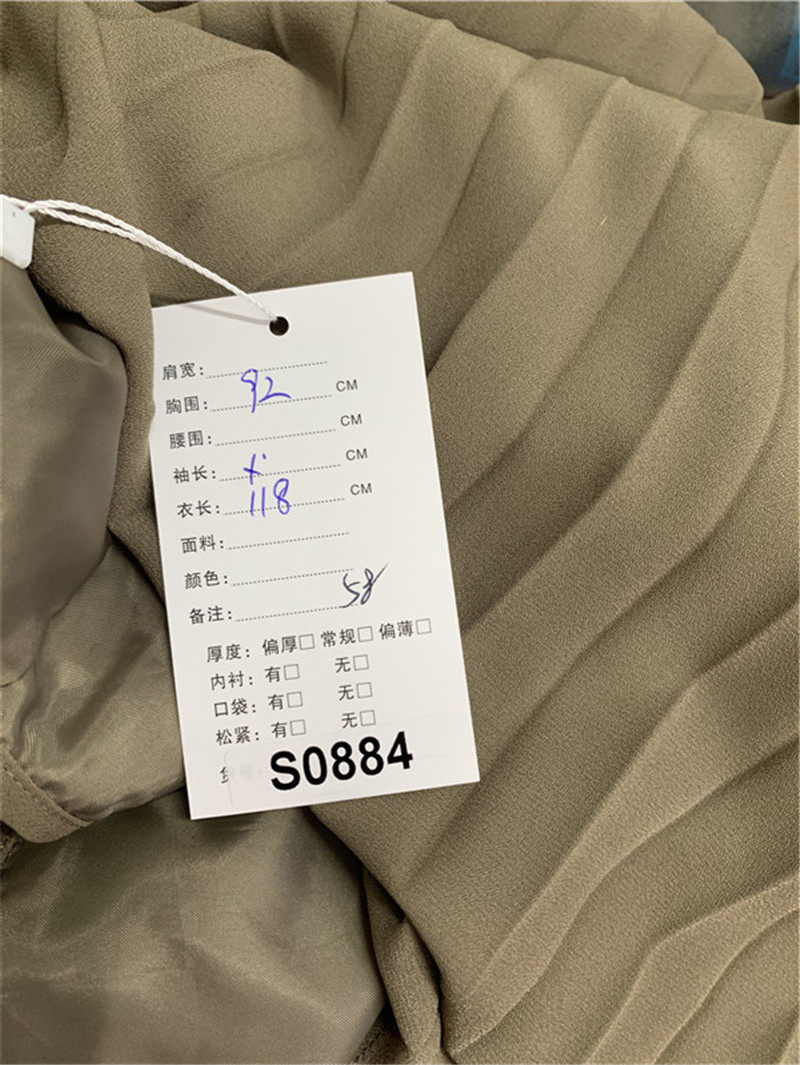 肩宽：
胸围：92 CM
腰围： CM
袖长：x CM
衣长：118 CM
面料：
颜色：
备注：58
厚度：偏厚□ 常规□ 偏薄□
内衬：有□ 无□
口袋：有□ 无□
松紧：有□ 无□
S0884